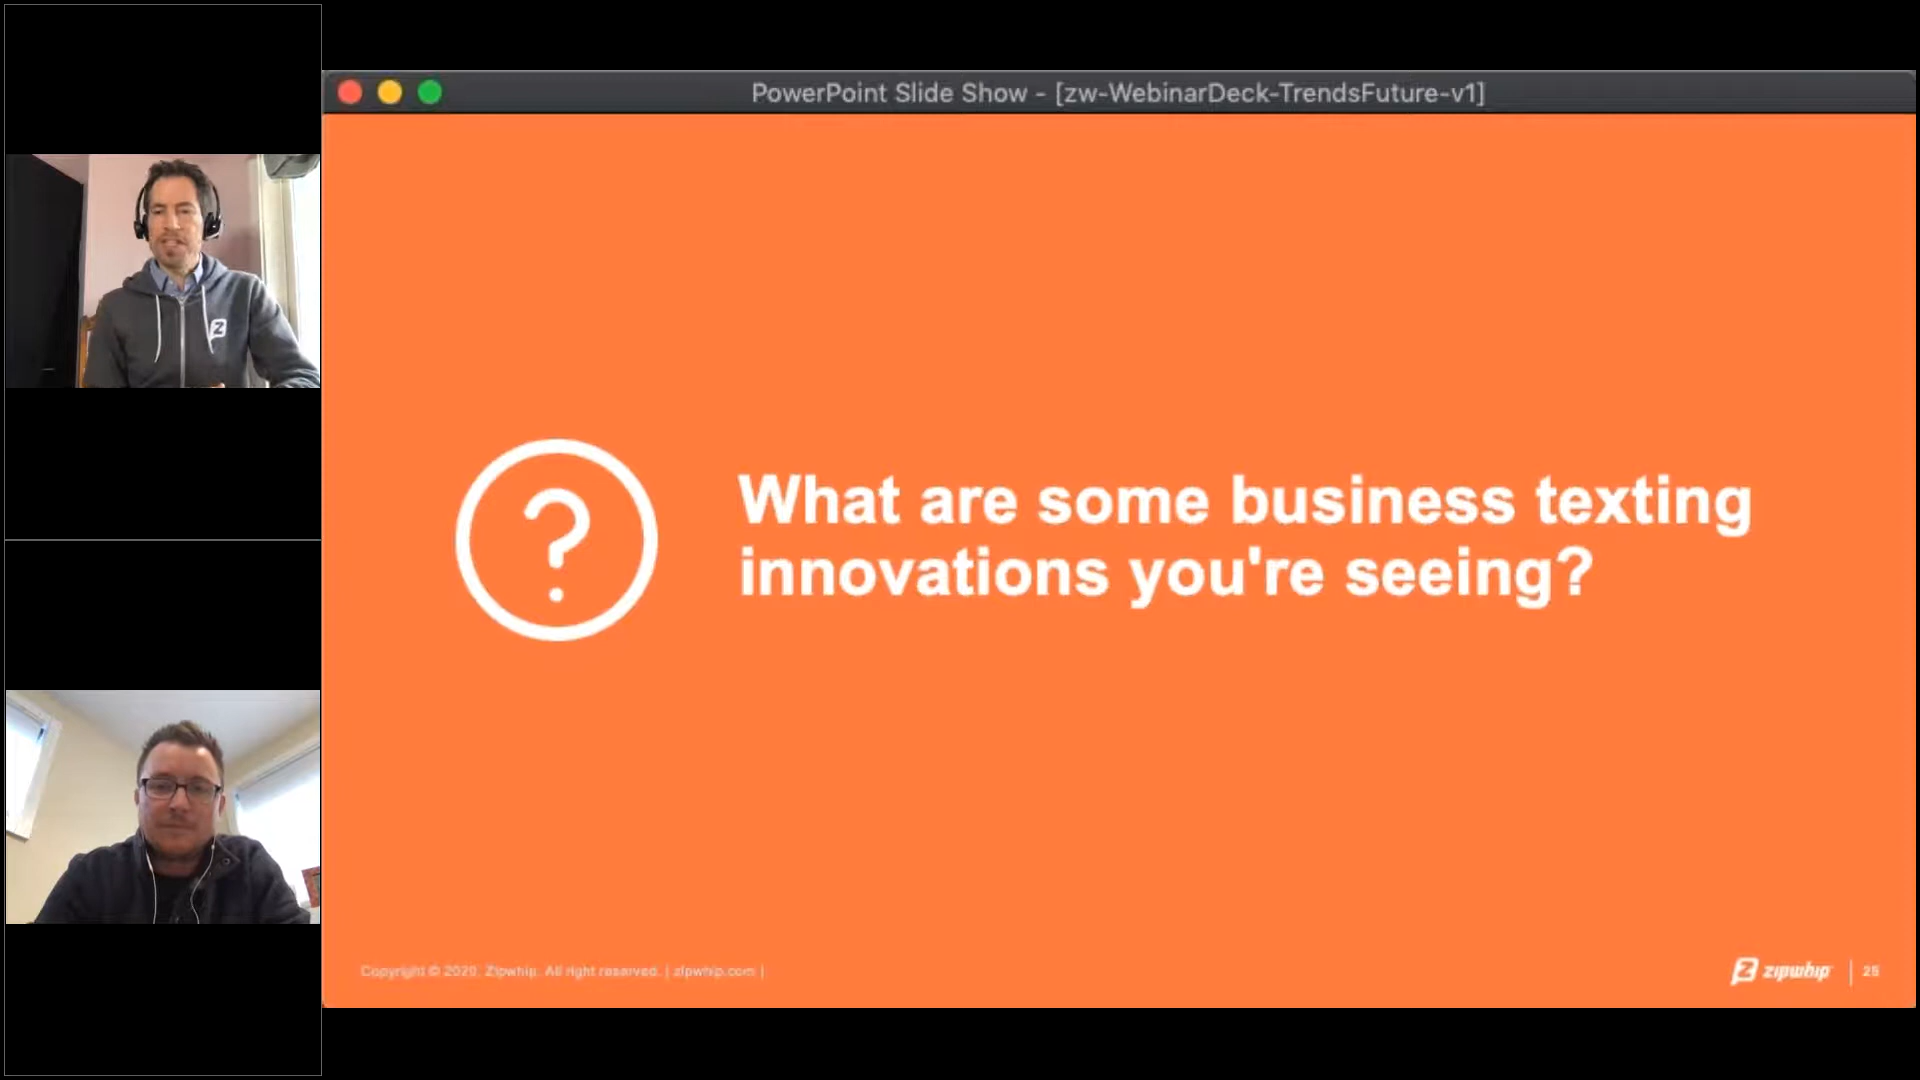 PowerPoint Slide Show - [zw-WebinarDeck-TrendsFuture-v1]
What are some business texting
innovations you're seeing?
Copyright © 2020. Zipwhip. All right reserved. | zipwhip.com |
Z zipwhip | 25
Z